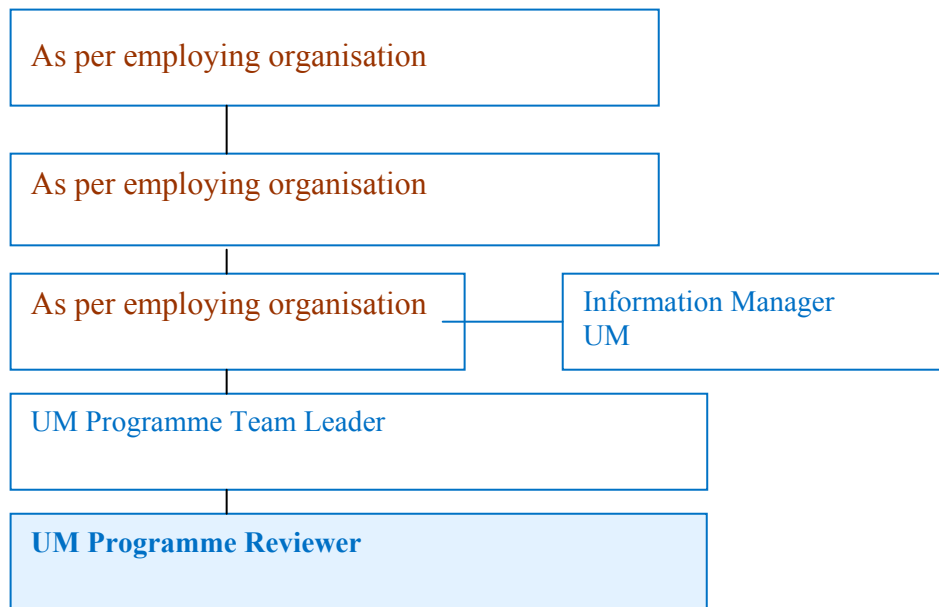 As per employing organisation
As per employing organisation
As per employing organisation
Information Manager
UM
UM Programme Team Leader
UM Programme Reviewer